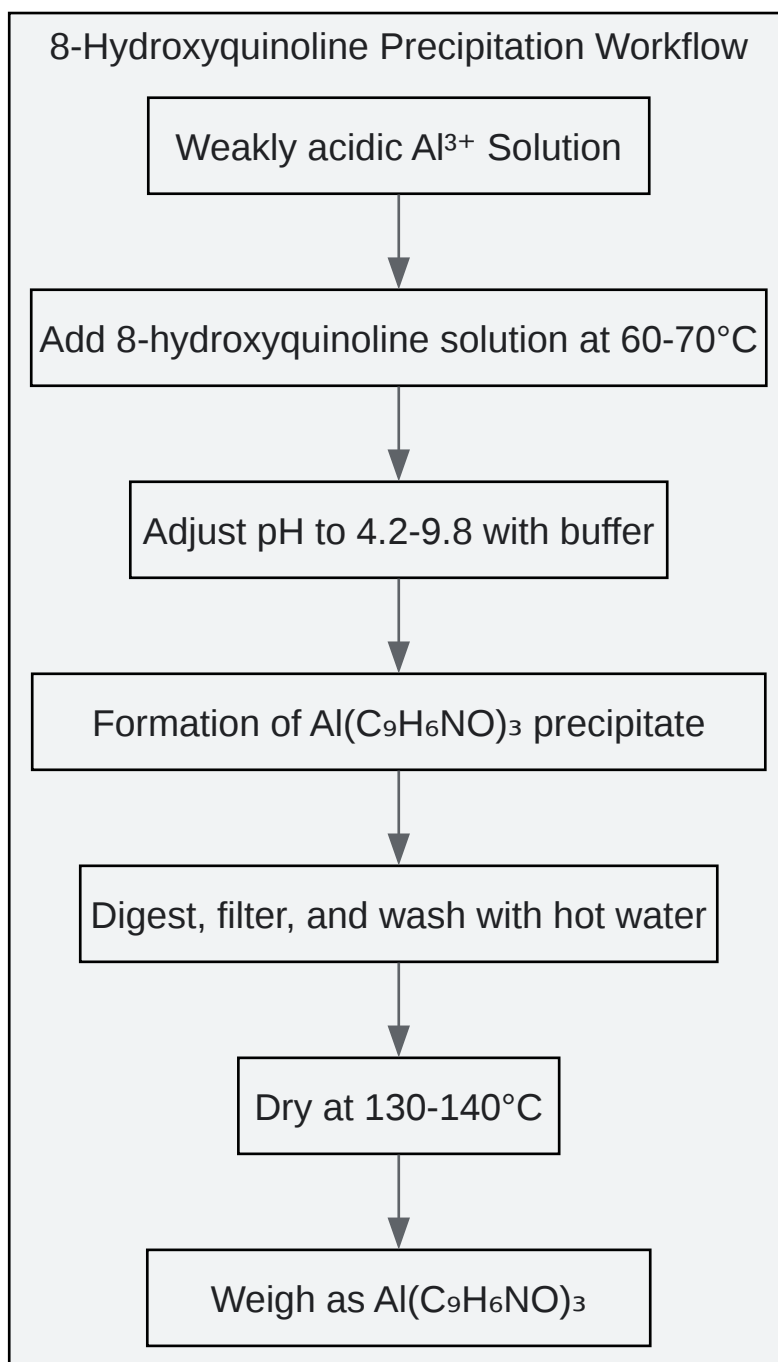 8-Hydroxyquinoline Precipitation Workflow
Weakly acidic Al³⁺ Solution
Add 8-hydroxyquinoline solution at 60-70°C
Adjust pH to 4.2-9.8 with buffer
Formation of Al(C₉H₆NO)₃ precipitate
Digest, filter, and wash with hot water
Dry at 130-140°C
Weigh as Al(C₉H₆NO)₃